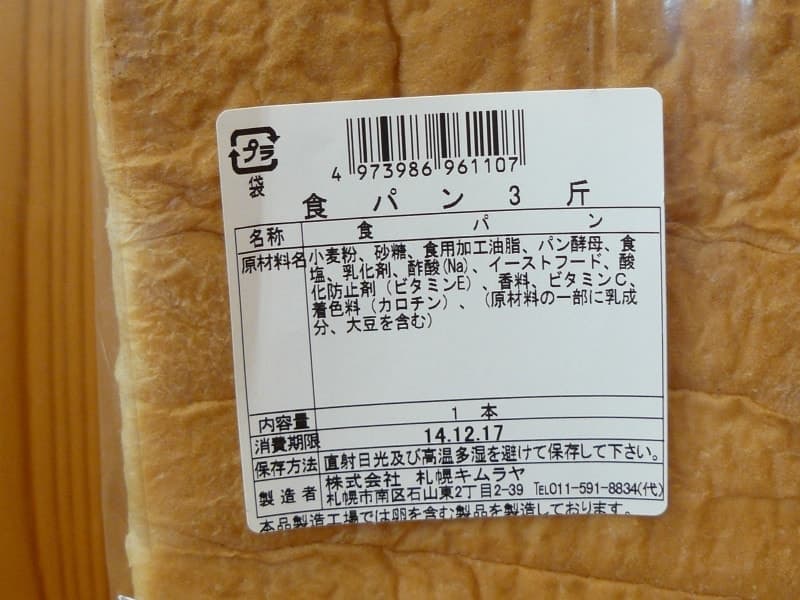 プラ
袋
4 973986 961107
食パン3斤
名称 食パン
原材料名 小麦粉、砂糖、食用加工油脂、パン酵母、食
塩、乳化剤、酢酸(Na)、イーストフード、酸
化防止剤（ビタミンE）、香料、ビタミンC、
着色料（カロチン）、（原材料の一部に乳成
分、大豆を含む）
内容量 1本
消費期限 14.12.17
保存方法 直射日光及び高温多湿を避けて保存して下さい。
製造者 株式会社 札幌キムラヤ
札幌市南区石山東2丁目2-39 TEL011-591-8834(代)
本品製造工場では卵を含む製品を製造しております。